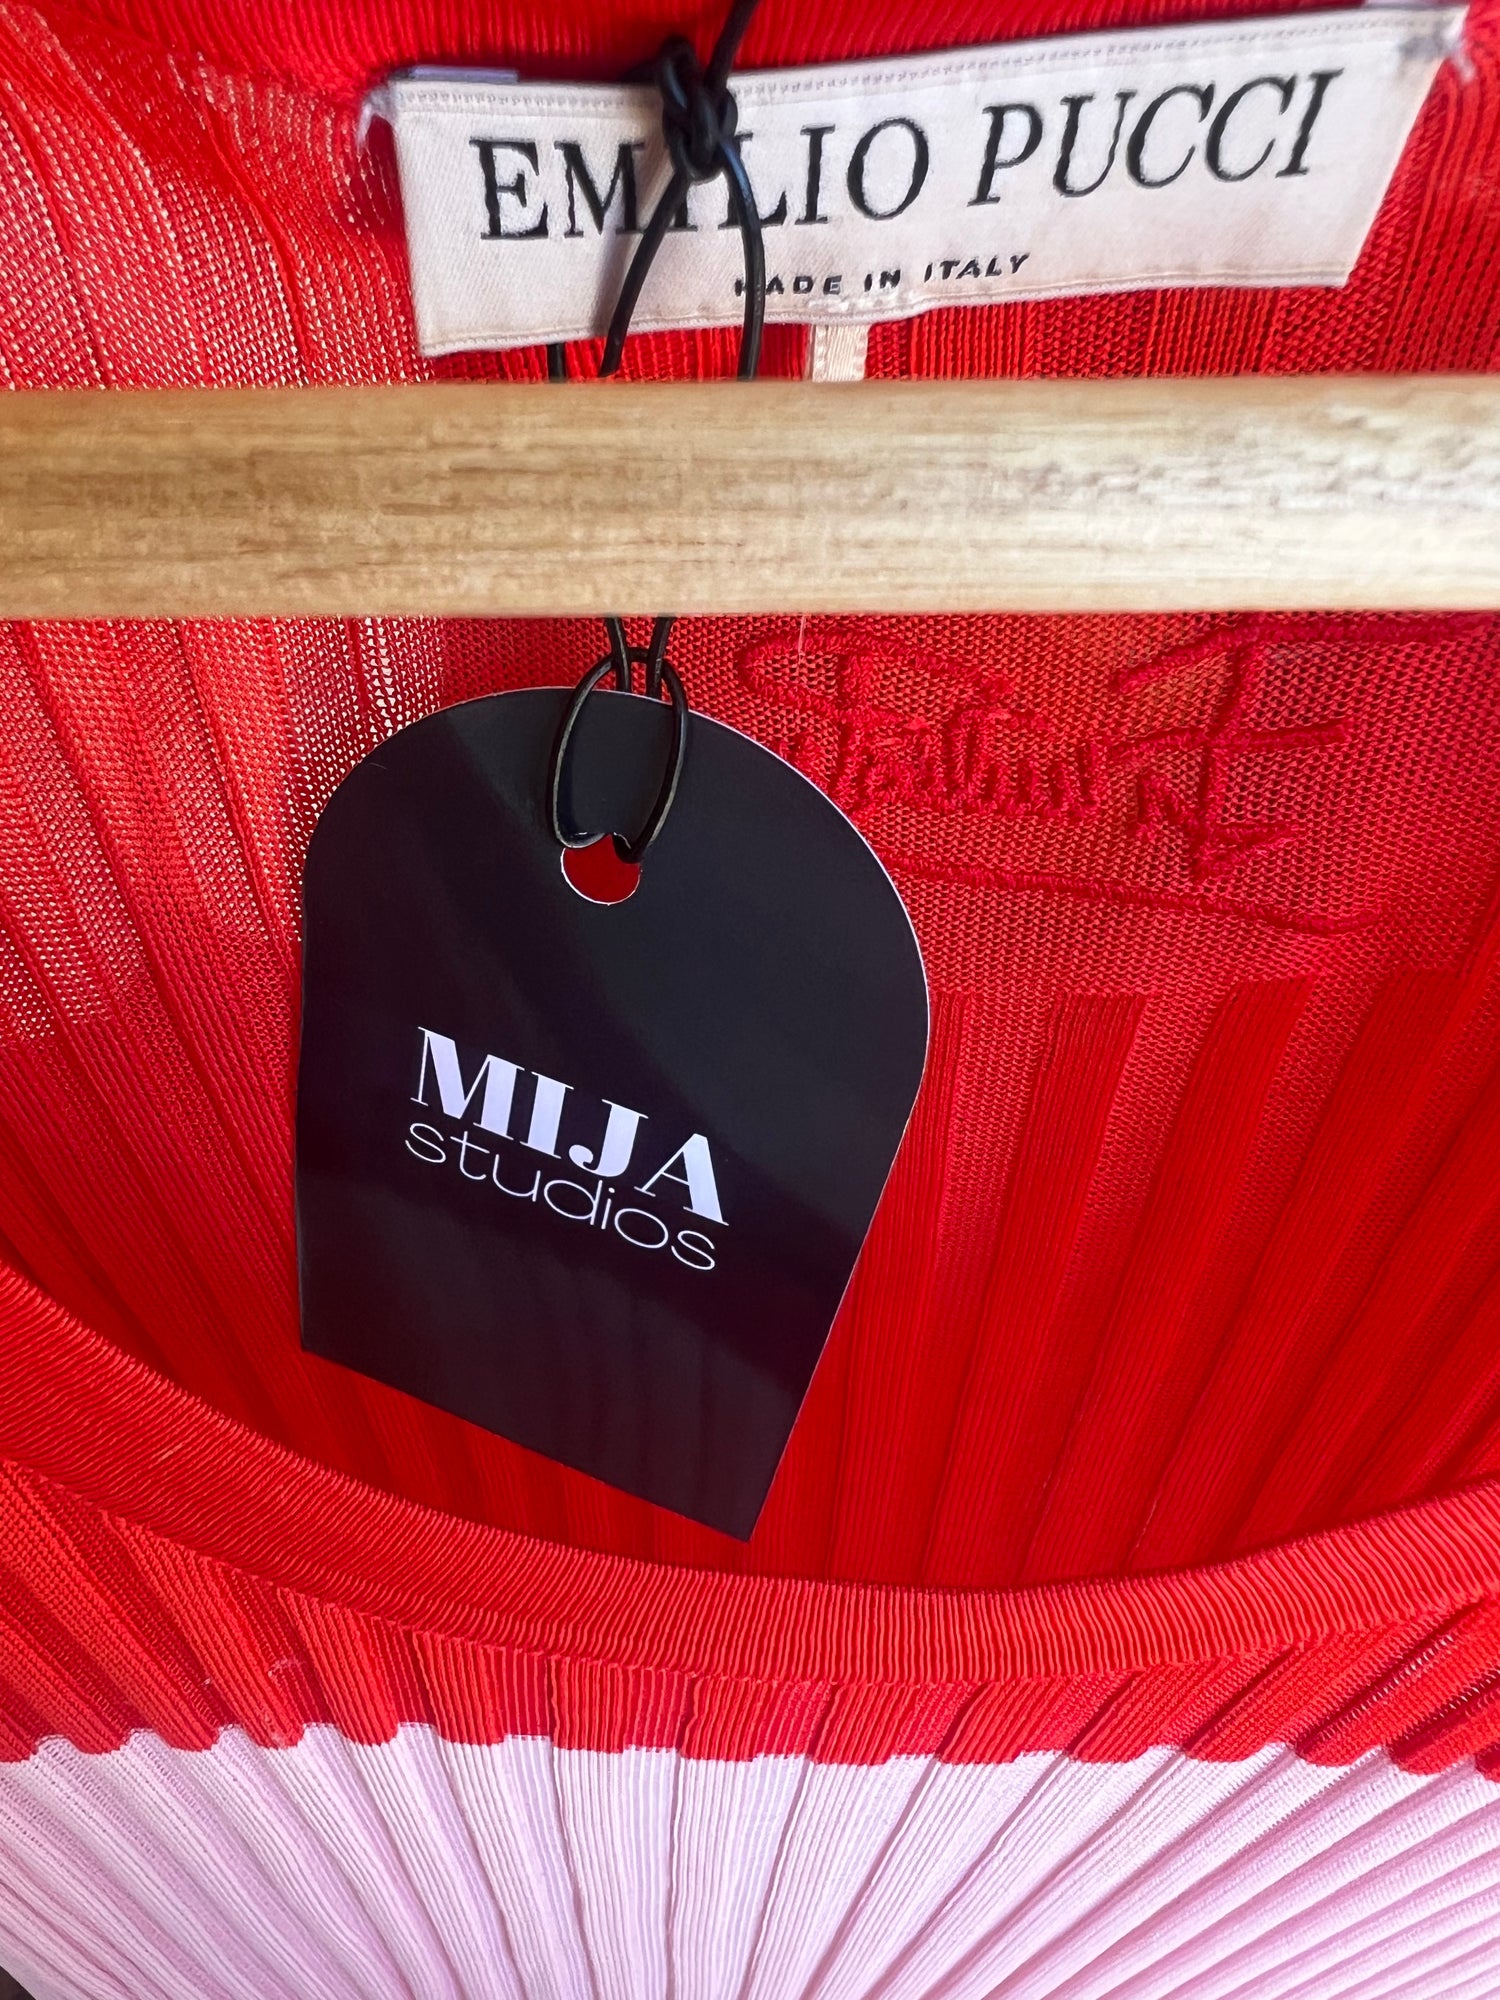 EMILIO PUCCI
MADE IN ITALY
MIJA
studios